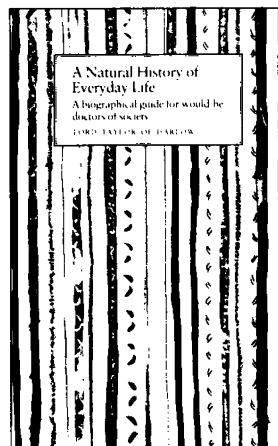 A Natural History of
Everyday Life
A biographical guide for would be
doctors of society
LORD TAYLOR OF HARLOW